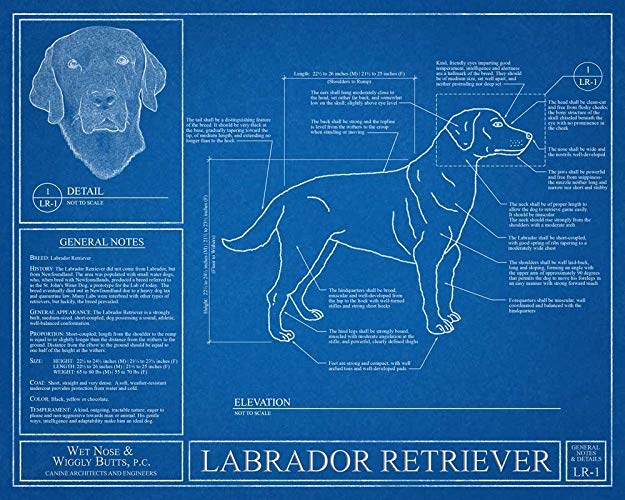 1
LR-1
DETAIL
NOT TO SCALE
GENERAL NOTES
BREED: Labrador Retriever
HISTORY: The Labrador Retriever did not come from Labrador, but
from Newfoundland. The area was populated with small water dogs,
who, when bred with Newfoundlands, produced a breed referred to
as the St. John's Water Dog, a prototype for the Lab of today. The
breed eventually died out in Newfoundland due to a heavy dog tax
and quarantine law. Many Labs were interbred with other types of
retrievers, but luckily, the breed prevailed.
GENERAL APPEARANCE: The Labrador Retriever is a strongly
built, medium-sized, short-coupled, dog possessing a sound, athletic,
well-balanced conformation.
PROPORTION: Short-coupled; length from the shoulder to the rump
is equal to or slightly longer than the distance from the withers to the
ground. Distance from the elbow to the ground should be equal to
one half of the height at the withers.
SIZE: HEIGHT: 22½ to 24½ inches (M) | 21½ to 23½ inches (F)
LENGTH: 22½ to 26 inches (M) | 21½ to 25 inches (F)
WEIGHT: 65 to 80 lbs (M) | 55 to 70 lbs (F)
COAT: Short, straight and very dense. A soft, weather-resistant
undercoat provides protection from water and cold.
COLOR: Black, yellow or chocolate.
TEMPERAMENT: A kind, outgoing, tractable nature; eager to
please and non-aggressive towards man or animal. His gentle
ways, intelligence and adaptability make him an ideal dog.
Length: 22½ to 26 inches (M) | 21½ to 25 inches (F)
(Shoulders to Rump)
The ears shall hang moderately close to
the head, set rather far back, and somewhat
low on the skull; slightly above eye level
The back shall be strong and the topline
is level from the withers to the croup
when standing or moving
The tail shall be a distinguishing feature
of the breed. It should be very thick at
the base, gradually tapering toward the
tip, of medium length, and extending no
longer than to the hock
Kind, friendly eyes imparting good
temperament, intelligence and alertness
are a hallmark of the breed. They should
be of medium size, set well apart, and
neither protruding nor deep set
1
LR-1
The head shall be clean-cut
and free from fleshy cheeks;
the bony structure of the
skull chiseled beneath the
eye with no prominence in
the cheek
The nose shall be wide and
the nostrils well-developed
The jaws shall be powerful
and free from snippiness-
the muzzle neither long and
narrow nor short and stubby
The neck shall be of proper length to
allow the dog to retrieve game easily.
It should be muscular.
The neck should rise strongly from the
shoulders with a moderate arch
The Labrador shall be short-coupled,
with good spring of ribs tapering to a
moderately wide chest
The shoulders shall be well laid-back,
long and sloping, forming an angle with
the upper arm of approximately 90 degrees
that permits the dog to move his forelegs in
an easy manner with strong forward reach
Forequarters shall be muscular, well
coordinated and balanced with the
hindquarters
Height: 22½ to 24½ inches (M) | 21½ to 23½ inches (F)
(Floor to Withers)
The hindquarters shall be broad,
muscular and well-developed from
the hip to the hock with well-turned
stifles and strong short hocks
The hind legs shall be strongly boned,
muscled with moderate angulation at the
stifle, and powerful, clearly defined thighs
Feet are strong and compact, with well
arched toes and well-developed pads
ELEVATION
NOT TO SCALE
WET NOSE &
WIGGLY BUTTS, P.C.
CANINE ARCHITECTS AND ENGINEERS
LABRADOR RETRIEVER
GENERAL
NOTES
& DETAILS
LR-1